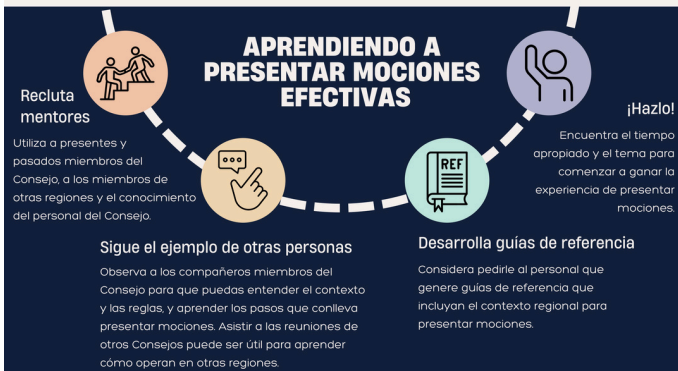 APRENDIENDO A
PRESENTAR MOCIONES
EFECTIVAS
Recluta
mentores
Utiliza a presentes y
pasados miembros del
Consejo, a los miembros de
otras regiones y el conocimiento
del personal del Consejo.
Sigue el ejemplo de otras personas
Observa a los compañeros miembros del
Consejo para que puedas entender el contexto
y las reglas, y aprender los pasos que conlleva
presentar mociones. Asistir a las reuniones de
otros Consejos puede ser útil para aprender
cómo operan en otras regiones.
REF
Desarrolla guías de referencia
Considera pedirle al personal que
genere guías de referencia que
incluyan el contexto regional para
presentar mociones.
¡Hazlo!
Encuentra el tiempo
apropiado y el tema para
comenzar a ganar la
experiencia de presentar
mociones.